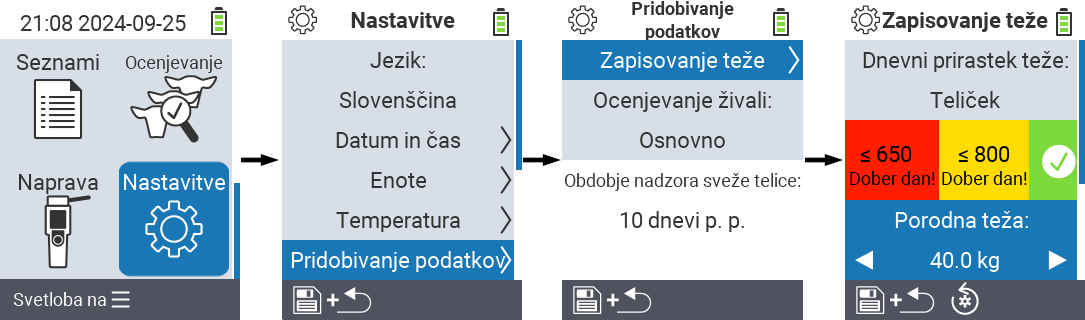 21:08 2024-09-25
Seznami
Ocenjevanje
Naprava
Nastavitve
Svetloba na
Nastavitve
Jezik:
Slovenščina
Datum in čas
Enote
Temperatura
Pridobivanje podatkov
+
Pridobivanje
podatkov
Zapisovanje teže
Ocenjevanje živali:
Osnovno
Obdobje nadzora sveže telice:
10 dnevi p. p.
+
Zapisovanje teže
Dnevni prirastek teže:
Teliček
≤ 650
Dober dan!
≤ 800
Dober dan!
Porodna teža:
40.0 kg
+